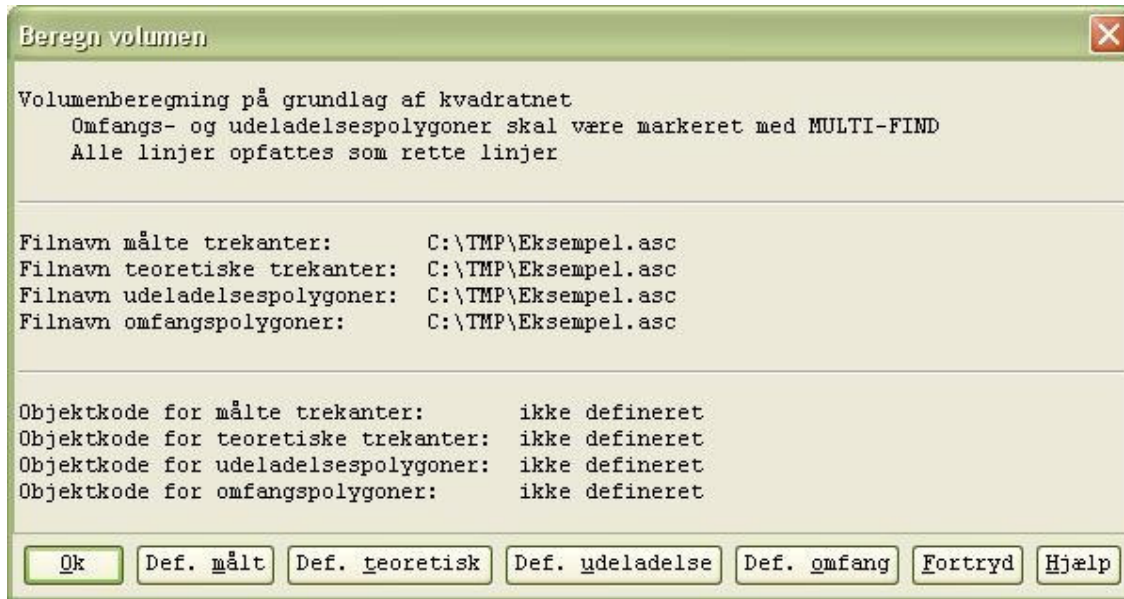 Beregn volumen
Volumenberegning på grundlag af kvadratnet
Omfangs- og udeladelsespolygoner skal være markeret med MULTI-FIND
Alle linjer opfattes som rette linjer
Filnavn målte trekanter: C:\TMP\Eksempel.asc
Filnavn teoretiske trekanter: C:\TMP\Eksempel.asc
Filnavn udeladelsespolygoner: C:\TMP\Eksempel.asc
Filnavn omfangspolygoner: C:\TMP\Eksempel.asc
Objektkode for målte trekanter: ikke defineret
Objektkode for teoretiske trekanter: ikke defineret
Objektkode for udeladelsespolygoner: ikke defineret
Objektkode for omfangspolygoner: ikke defineret
Ok Def. målt Def. teoretisk Def. udeladelse Def. omfang Fortryd Hjælp